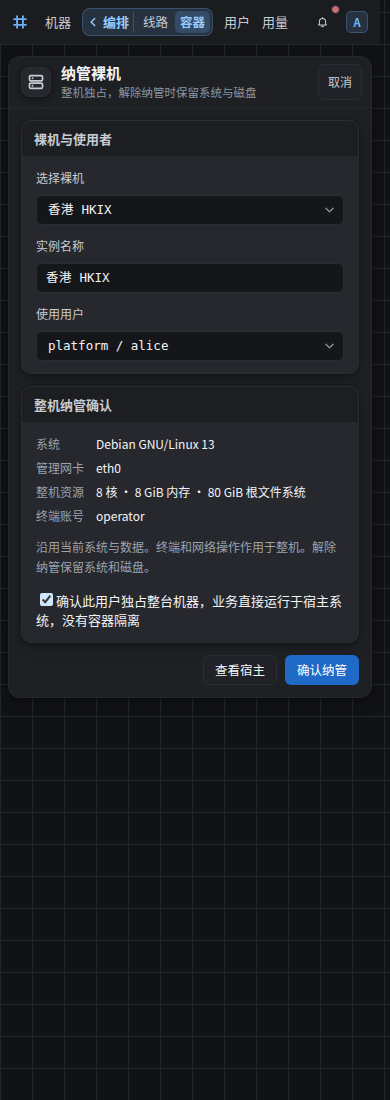 机器 编排 线路 容器 用户 用量 A
纳管裸机
整机独占，解除纳管时保留系统与磁盘
取消
裸机与使用者
选择裸机
香港 HKIX
实例名称
香港 HKIX
使用用户
platform / alice
整机纳管确认
系统 Debian GNU/Linux 13
管理网卡 eth0
整机资源 8 核 · 8 GiB 内存 · 80 GiB 根文件系统
终端账号 operator
沿用当前系统与数据。终端和网络操作作用于整机。解除
纳管保留系统和磁盘。
确认此用户独占整台机器，业务直接运行于宿主系
统，没有容器隔离
查看宿主 确认纳管